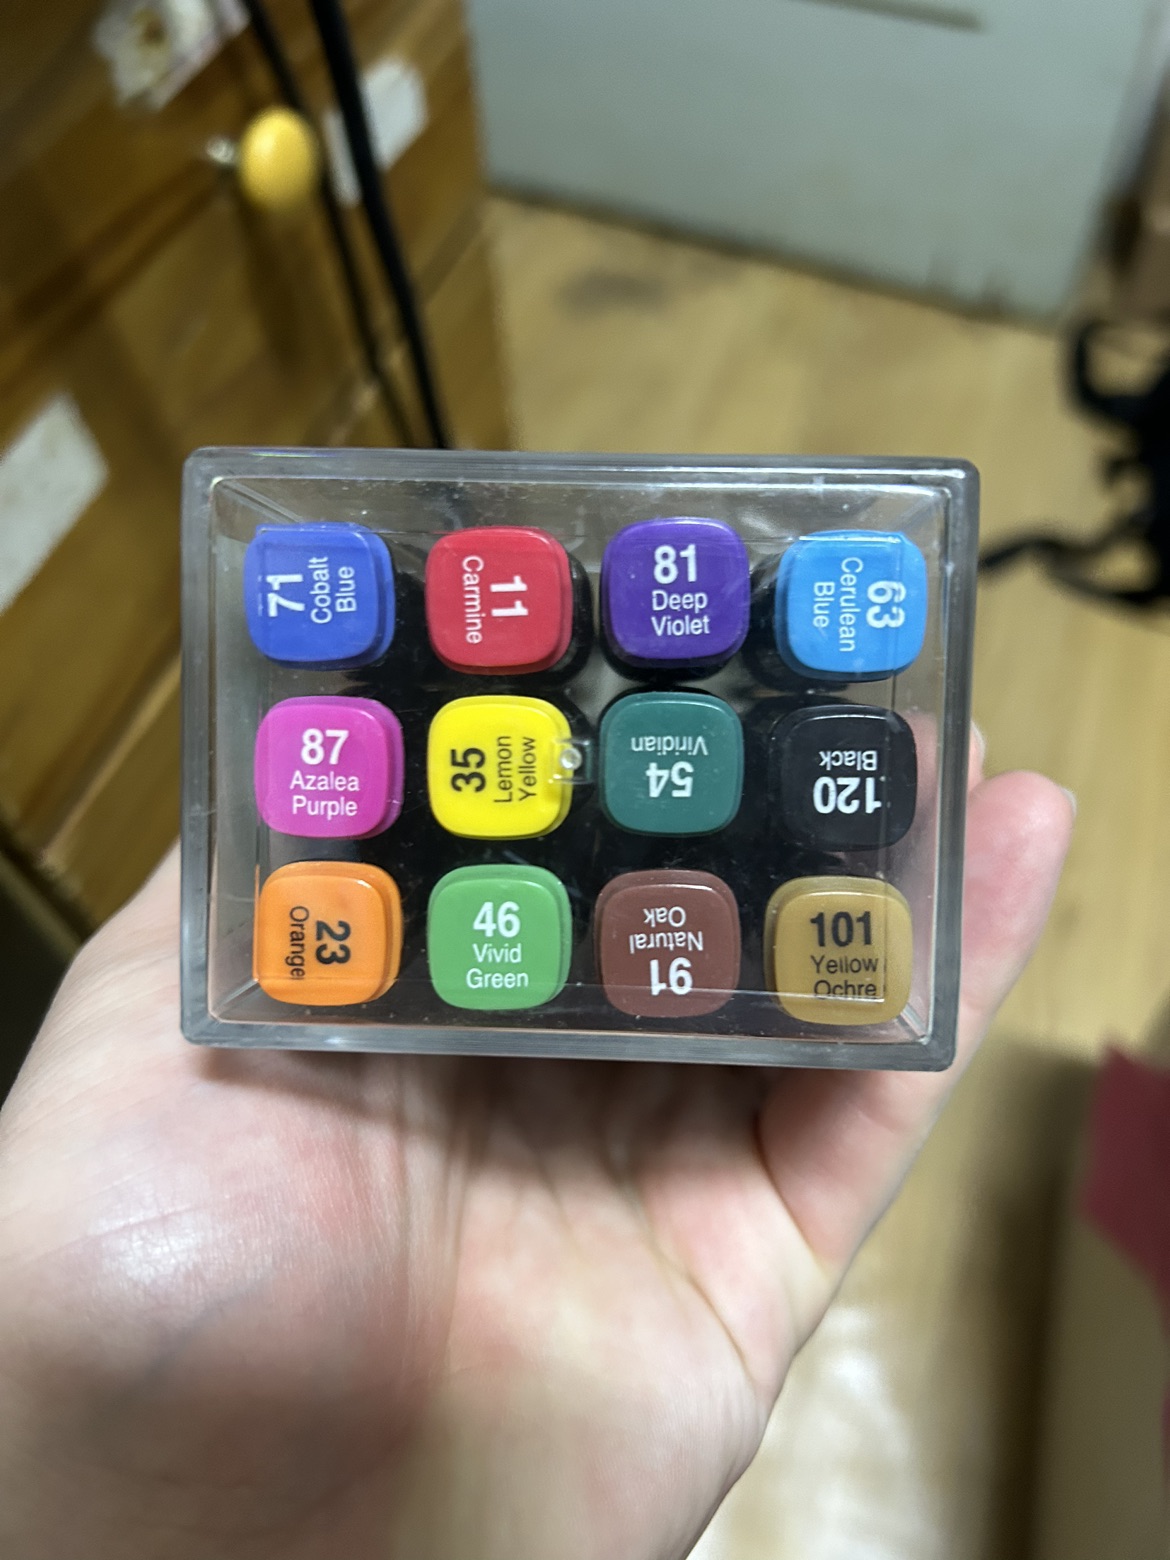 71
Cobalt
Blue
11
Carmine
81
Deep
Violet
63
Cerulean
Blue
87
Azalea
Purple
35
Lemon
Yellow
54
Viridian
120
Black
23
Orange
46
Vivid
Green
91
Natural
Oak
101
Yellow
Ochre